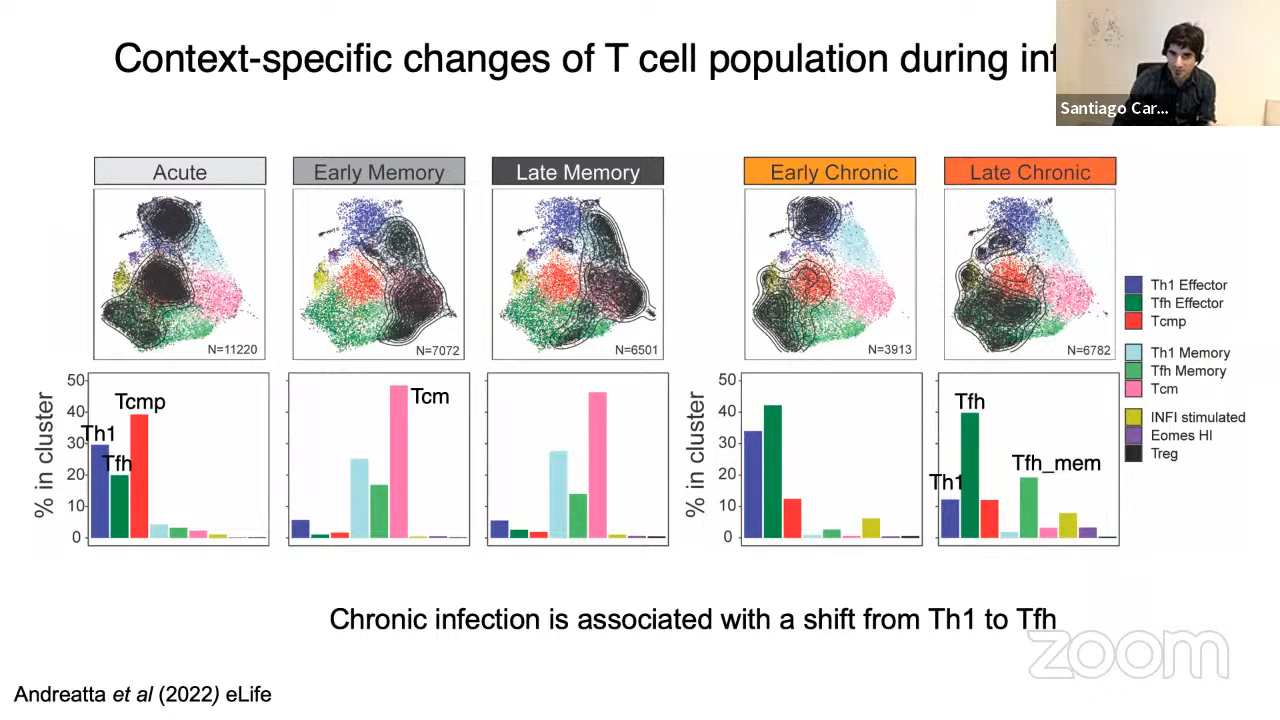 Context-specific changes of T cell population during inf
Santiago Car...
Acute
Early Memory
Late Memory
Early Chronic
Late Chronic
N=11220
N=7072
N=6501
N=3913
N=6782
Th1 Effector
Tfh Effector
Tcmp
Th1 Memory
Tfh Memory
Tcm
INFI stimulated
Eomes HI
Treg
% in cluster
50
40
30
20
10
0
Th1
Tfh
Tcmp
Tcm
% in cluster
50
40
30
20
10
0
Th1
Tfh
Tfh_mem
Chronic infection is associated with a shift from Th1 to Tfh
zoom
Andreatta et al (2022) eLife